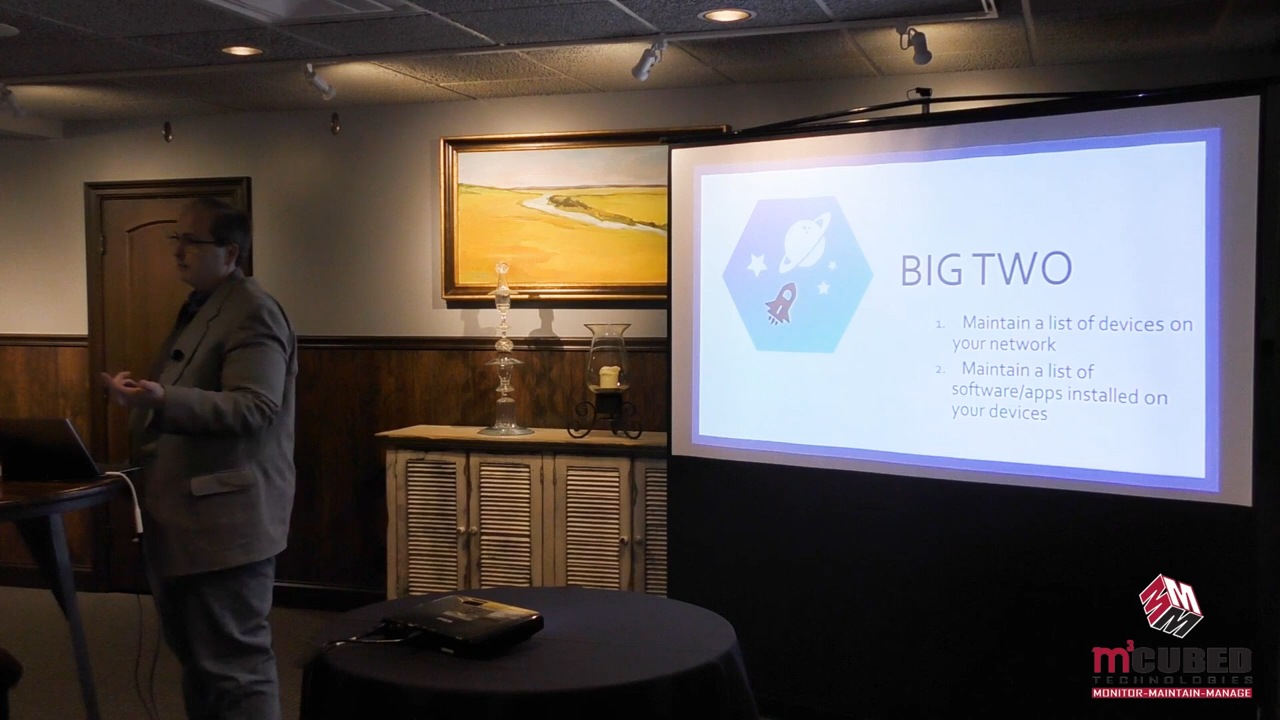 BIG TWO
1. Maintain a list of devices on
your network
2. Maintain a list of
software/apps installed on
your devices
MMM
m³CUBED
TECHNOLOGIES
MONITOR-MAINTAIN-MANAGE